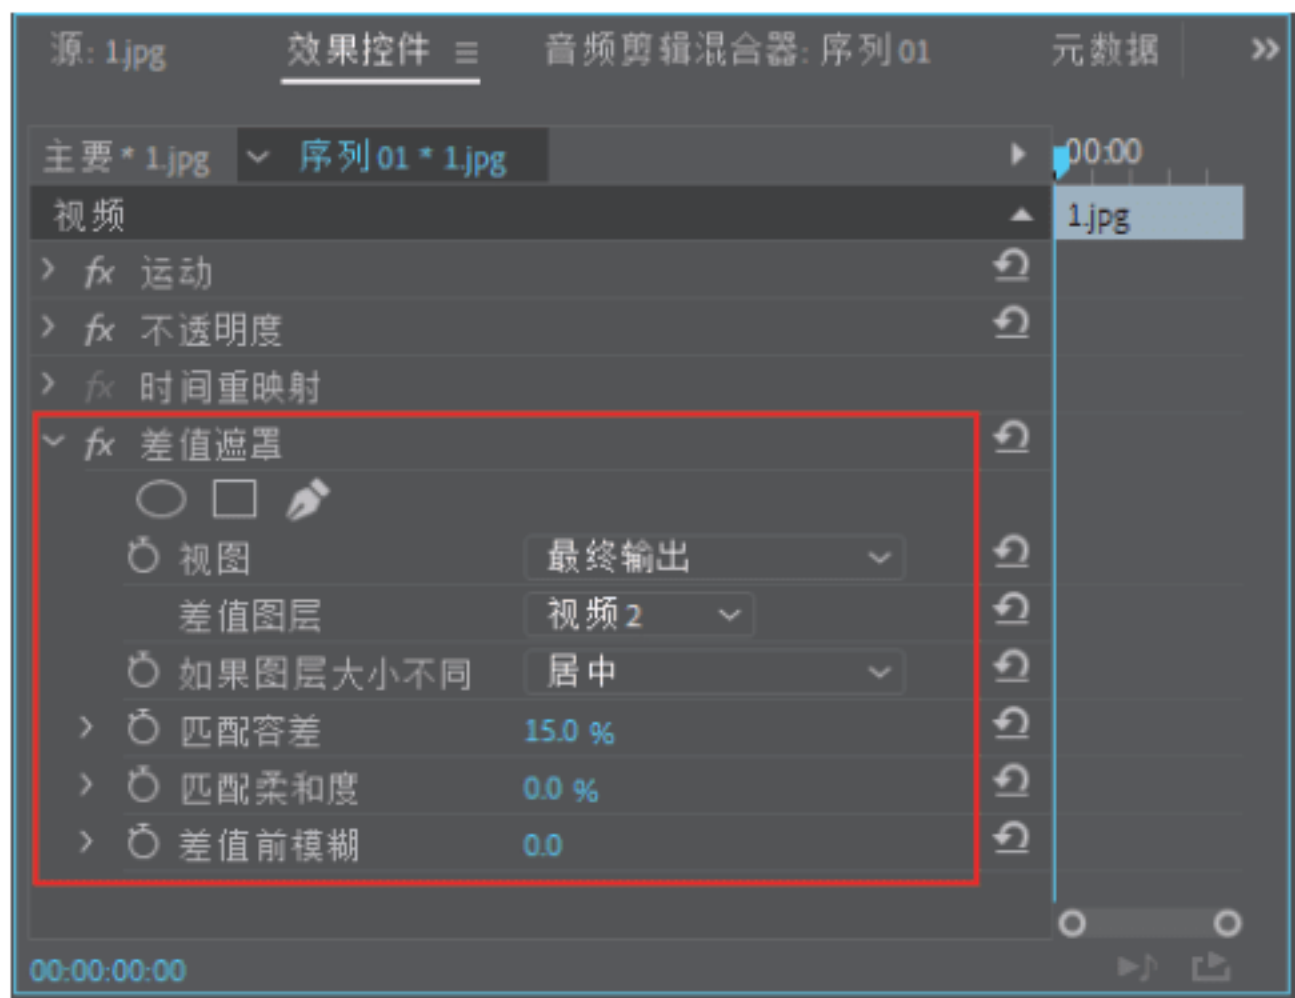 源: 1.jpg 效果控件 音频剪辑混合器: 序列 01 元数据
主要 * 1.jpg 序列 01 * 1.jpg 00:00
视频 1.jpg
fx 运动
fx 不透明度
fx 时间重映射
fx 差值遮罩
视图 最终输出
差值图层 视频 2
如果图层大小不同 居中
匹配容差 15.0 %
匹配柔和度 0.0 %
差值前模糊 0.0
00:00:00:00